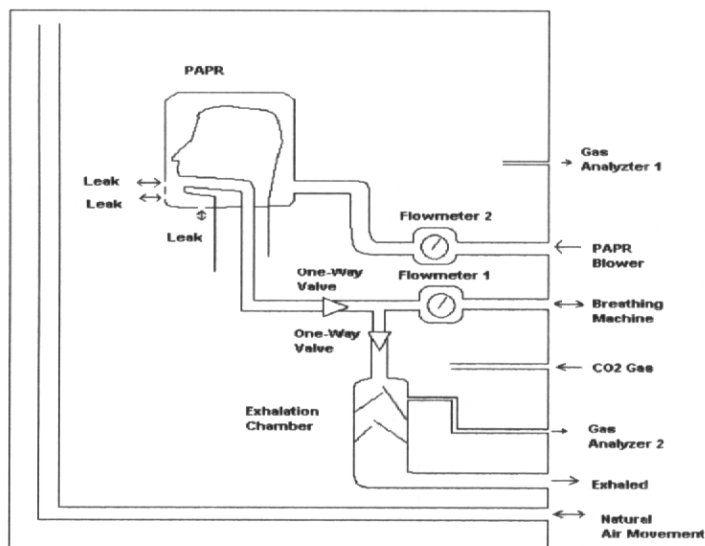 PAPR
Gas
Analyzter 1
Leak
Leak
Leak
Flowmeter 2
PAPR
Blower
One-Way
Valve
Flowmeter 1
Breathing
Machine
One-Way
Valve
CO2 Gas
Exhalation
Chamber
Gas
Analyzer 2
Exhaled
Natural
Air Movement